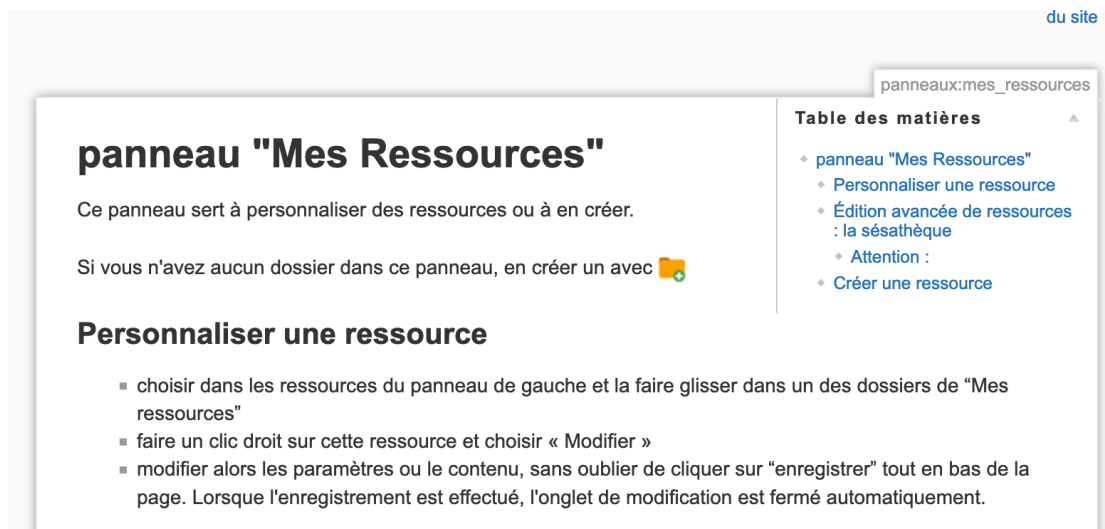 du site
panneaux:mes_ressources
Table des matières
panneau "Mes Ressources"
Personnaliser une ressource
Édition avancée de ressources
: la sésathèque
Attention :
Créer une ressource
panneau "Mes Ressources"
Ce panneau sert à personnaliser des ressources ou à en créer.
Si vous n'avez aucun dossier dans ce panneau, en créer un avec
Personnaliser une ressource
choisir dans les ressources du panneau de gauche et la faire glisser dans un des dossiers de “Mes
ressources”
faire un clic droit sur cette ressource et choisir « Modifier »
modifier alors les paramètres ou le contenu, sans oublier de cliquer sur “enregistrer” tout en bas de la
page. Lorsque l'enregistrement est effectué, l'onglet de modification est fermé automatiquement.